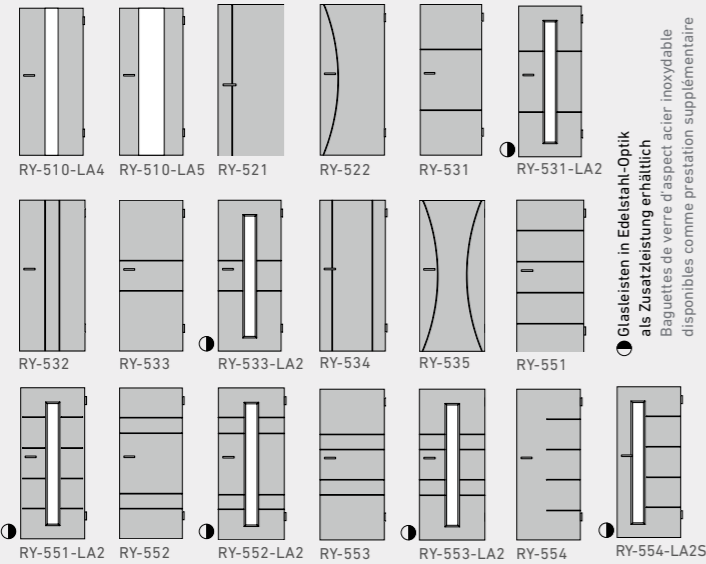 RY-510-LA4
RY-510-LA5
RY-521
RY-522
RY-531
RY-531-LA2
RY-532
RY-533
RY-533-LA2
RY-534
RY-535
RY-551
RY-551-LA2
RY-552
RY-552-LA2
RY-553
RY-553-LA2
RY-554
RY-554-LA2S
Glasleisten in Edelstahl-Optik
als Zusatzleistung erhältlich
Baguettes de verre d'aspect acier inoxydable
disponibles comme prestation supplémentaire